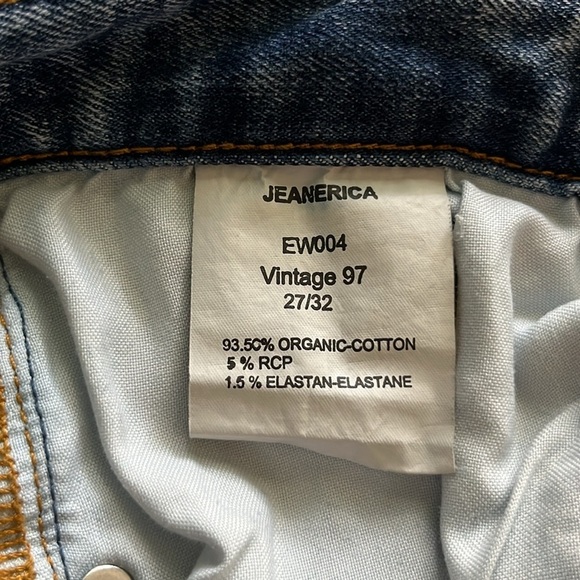 JEANERICA
EW004
Vintage 97
27/32
93.50% ORGANIC-COTTON
5 % RCP
1.5 % ELASTAN-ELASTANE